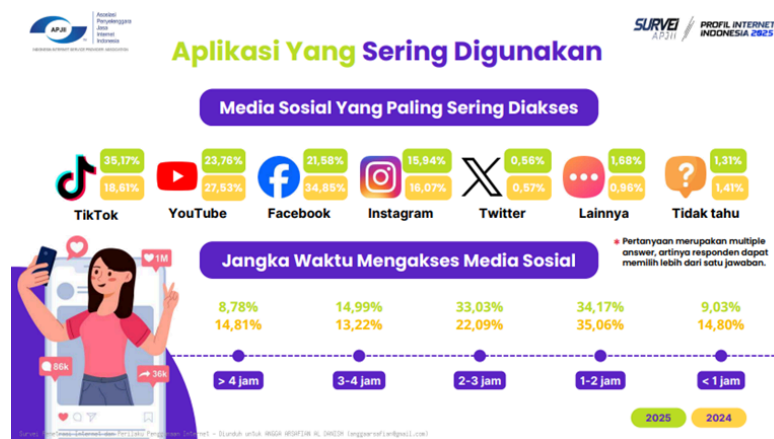 APJII
Asosiasi
Penyelenggara
Jasa
Internet
Indonesia
SURVEI
APJII
PROFIL INTERNET
INDONESIA 2025
Aplikasi Yang Sering Digunakan
Media Sosial Yang Paling Sering Diakses
35,17% 23,76% 21,58% 15,94% 0,56% 1,68% 1,31%
18,61% 27,53% 34,85% 16,07% 0,57% 0,96% 1,41%
TikTok YouTube Facebook Instagram Twitter Lainnya Tidak tahu
* Pertanyaan merupakan multiple
answer, artinya responden dapat
memilih lebih dari satu jawaban.
Jangka Waktu Mengakses Media Sosial
1M
8,78% 14,99% 33,03% 34,17% 9,03%
14,81% 13,22% 22,09% 35,06% 14,80%
86k
36k
> 4 jam 3-4 jam 2-3 jam 1-2 jam < 1 jam
2025 2024